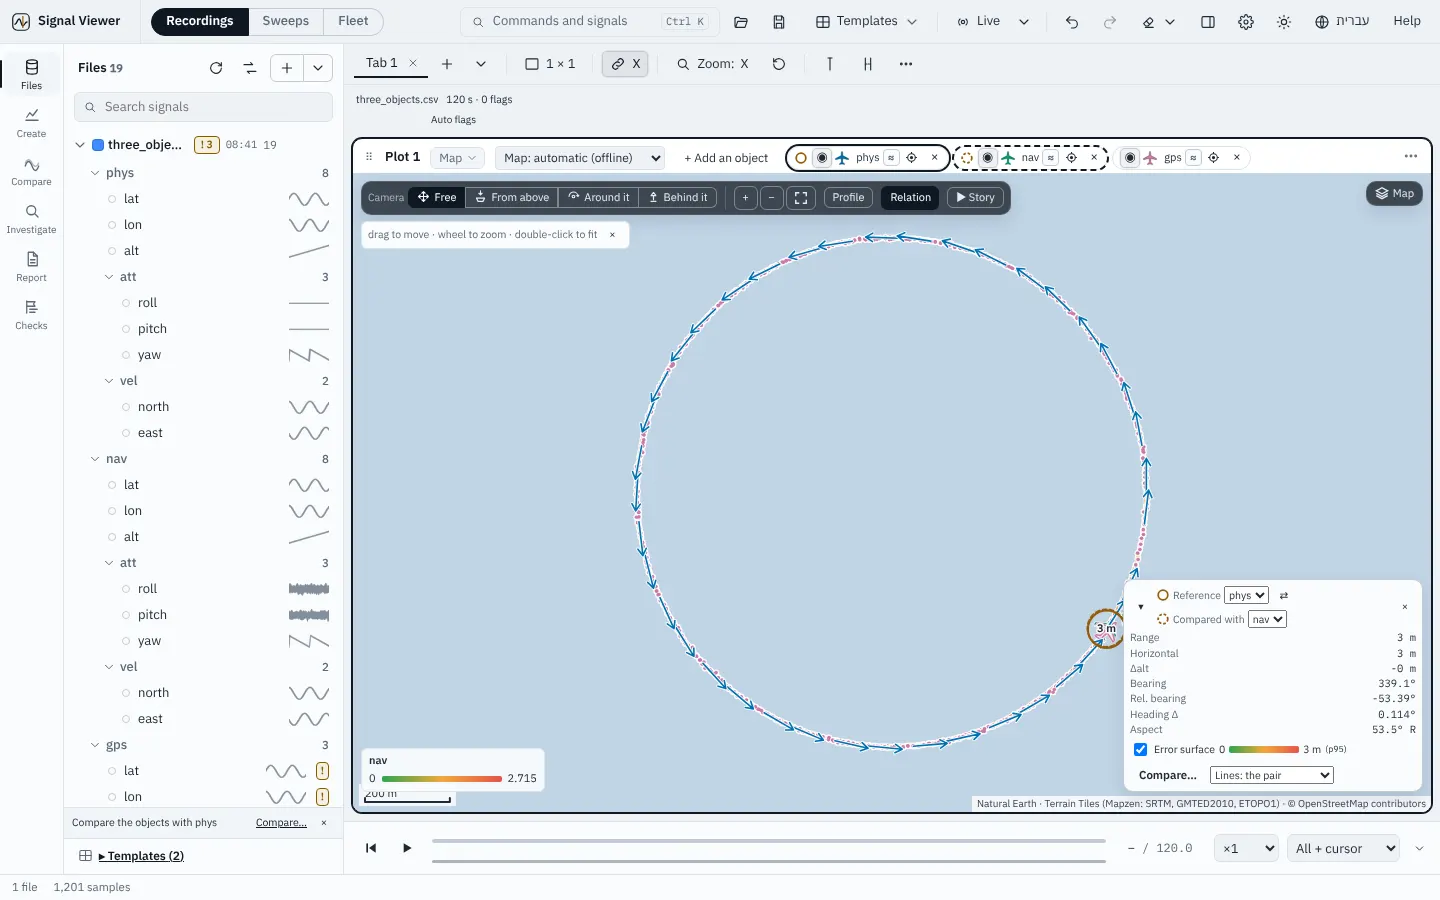 Signal Viewer
Recordings Sweeps Fleet
Commands and signals Ctrl K
Templates
Live
עברית
Help
Files 19
Tab 1 × + 1 × 1 X Zoom: X
Files
Create
Compare
Investigate
Report
Checks
Search signals
three_objects.csv 120 s · 0 flags
Auto flags
three_obje... ! 3 08:41 19
phys 8
lat
lon
alt
att 3
roll
pitch
yaw
vel 2
north
east
nav 8
lat
lon
alt
att 3
roll
pitch
yaw
vel 2
north
east
gps 3
lat !
lon !
Compare the objects with phys Compare... ×
▸ Templates (2)
Plot 1 Map Map: automatic (offline) + Add an object phys ≈ × nav ≈ × gps ≈ ×
Camera Free From above Around it Behind it + − Profile Relation ▶ Story
Map
drag to move · wheel to zoom · double-click to fit ×
3 m
Reference phys ⇄ ×
Compared with nav
Range 3 m
Horizontal 3 m
Δalt -0 m
Bearing 339.1°
Rel. bearing -53.39°
Heading Δ 0.114°
Aspect 53.5° R
Error surface 0 3 m (p95)
Compare... Lines: the pair
nav
0 2.715
200 m
Natural Earth · Terrain Tiles (Mapzen: SRTM, GMTED2010, ETOPO1) · © OpenStreetMap contributors
– / 120.0 ×1 All + cursor
1 file 1,201 samples